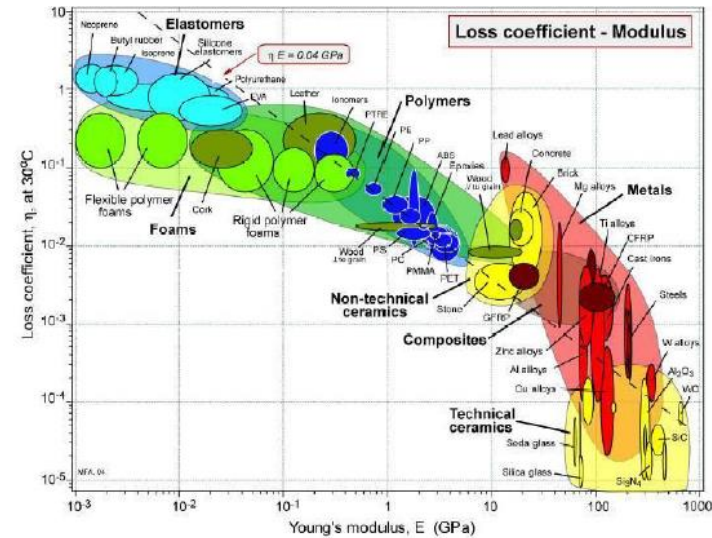 Loss coefficient - Modulus
10
1
10⁻¹
10⁻²
10⁻³
10⁻⁴
10⁻⁵
Loss coefficient, η, at 30°C
Neoprene
Butyl rubber
Isoprene
Elastomers
Silicone
elastomers
Polyurethane
EVA
η E = 0.04 GPa
Leather
Ionomers
Polymers
PTFE
PE
PP
ABS
Epoxies
Lead alloys
Concrete
Brick
Wood
// to grain
Mg alloys
Metals
Ti alloys
CFRP
Cast irons
Steels
Flexible polymer
foams
Cork
Foams
Rigid polymer
foams
Wood
⊥ to grain
PS
PC
PMMA
PET
Non-technical
ceramics
Stone
GFRP
Composites
Zinc alloys
Al alloys
Cu alloys
W alloys
Al₂O₃
WC
Technical
ceramics
Soda glass
SiC
Silica glass
Si₃N₄
MFA, 04
10⁻³
10⁻²
10⁻¹
1
10
100
1000
Young's modulus, E (GPa)